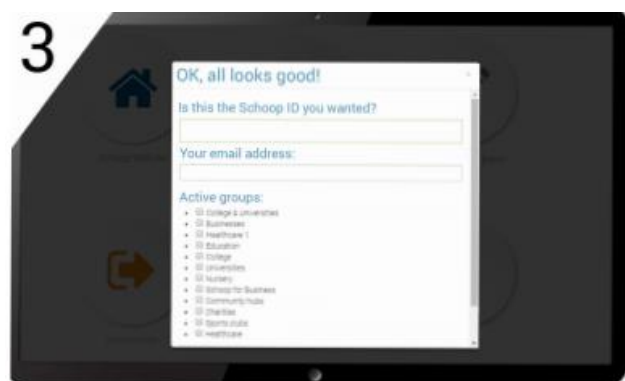 3
OK, all looks good!
Is this the Schoop ID you wanted?
Your email address:
Active groups:
College & universities
Businesses
Healthcare 1
Education
College
Universities
Nursery
Schoop for Business
Community hubs
Charities
Sports clubs
Healthcare